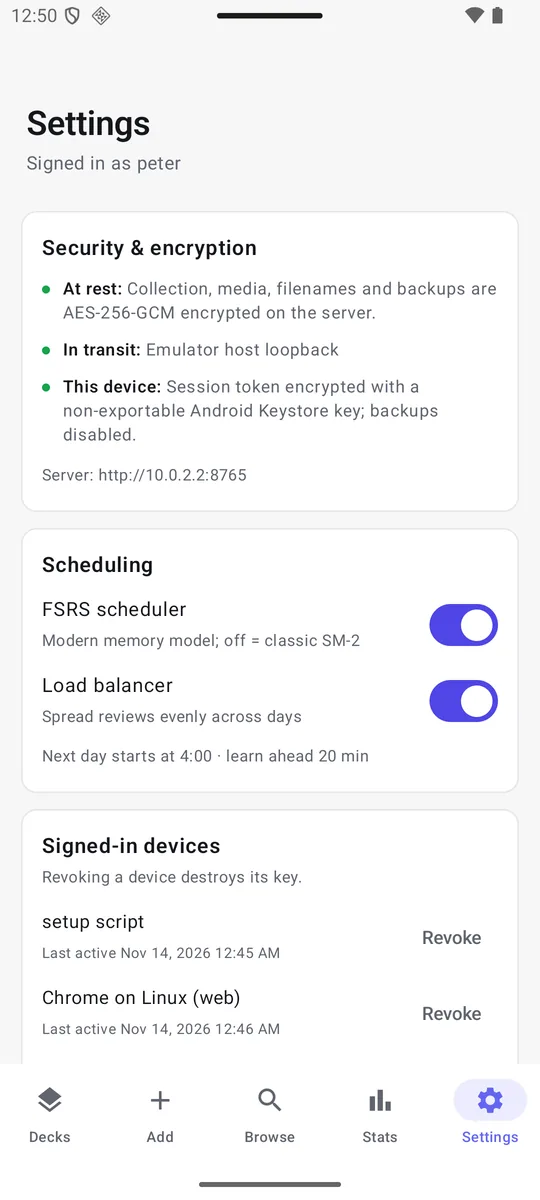 12:50
Settings
Signed in as peter
Security & encryption
At rest: Collection, media, filenames and backups are
AES-256-GCM encrypted on the server.
In transit: Emulator host loopback
This device: Session token encrypted with a
non-exportable Android Keystore key; backups
disabled.
Server: http://10.0.2.2:8765
Scheduling
FSRS scheduler
Modern memory model; off = classic SM-2
Load balancer
Spread reviews evenly across days
Next day starts at 4:00 · learn ahead 20 min
Signed-in devices
Revoking a device destroys its key.
setup script
Last active Nov 14, 2026 12:45 AM
Revoke
Chrome on Linux (web)
Last active Nov 14, 2026 12:46 AM
Revoke
Decks
Add
Browse
Stats
Settings